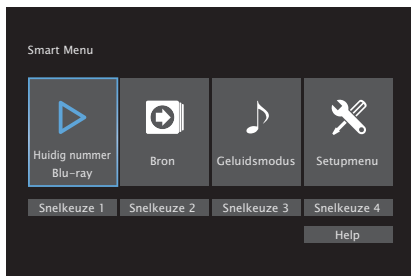 Smart Menu
Huidig nummer
Blu-ray
Bron
Geluidsmodus
Setupmenu
Snelkeuze 1
Snelkeuze 2
Snelkeuze 3
Snelkeuze 4
Help